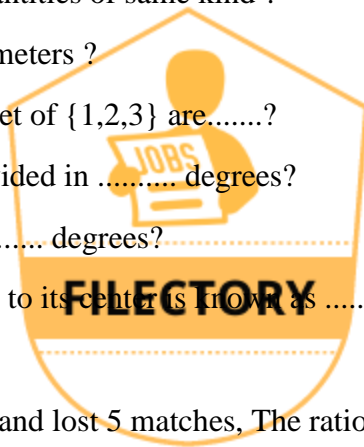 antities of same kind ?
meters ?
et of {1,2,3} are.......?
ided in .......... degrees?
JOBS
...... degrees?
FILECTORY
to its center is known as .....
and lost 5 matches, The ratio